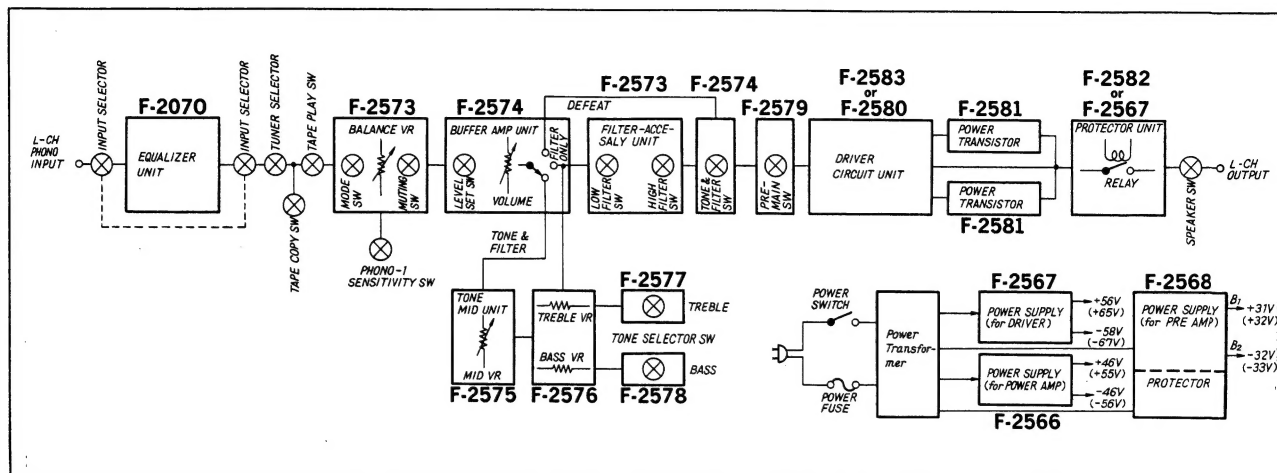 L-CH
PHONO
INPUT
INPUT SELECTOR
F-2070
EQUALIZER
UNIT
INPUT SELECTOR
TUNER SELECTOR
TAPE COPY SW
TAPE PLAY SW
F-2573
BALANCE VR
MODE SW
MUTING SW
PHONO-1
SENSITIVITY SW
F-2574
BUFFER AMP UNIT
LEVEL SET SW
VOLUME
DEFEAT
FILTER ONLY
TONE &
FILTER
F-2573
FILTER-ACCE-
SALY UNIT
LOW FILTER SW
HIGH FILTER SW
F-2574
TONE & FILTER SW
F-2579
PRE-MAIN SW
F-2583
or
F-2580
DRIVER
CIRCUIT UNIT
F-2581
POWER
TRANSISTOR
POWER
TRANSISTOR
F-2581
F-2582
or
F-2567
PROTECTOR UNIT
RELAY
SPEAKER SW
L-CH
OUTPUT
TONE
MID UNIT
MID VR
F-2575
TREBLE VR
BASS VR
F-2576
F-2577
TREBLE
TONE SELECTOR SW
BASS
F-2578
POWER
SWITCH
POWER
FUSE
Power
Transfor-
mer
F-2567
POWER SUPPLY
(for DRIVER)
+56V
(+65V)
-58V
(-67V)
POWER SUPPLY
(for POWER AMP)
+46V
(+55V)
-46V
(-56V)
F-2566
F-2568
POWER SUPPLY
(for PRE AMP)
PROTECTOR
B1
+31V
(+32V)
B2
-32V
(-33V)